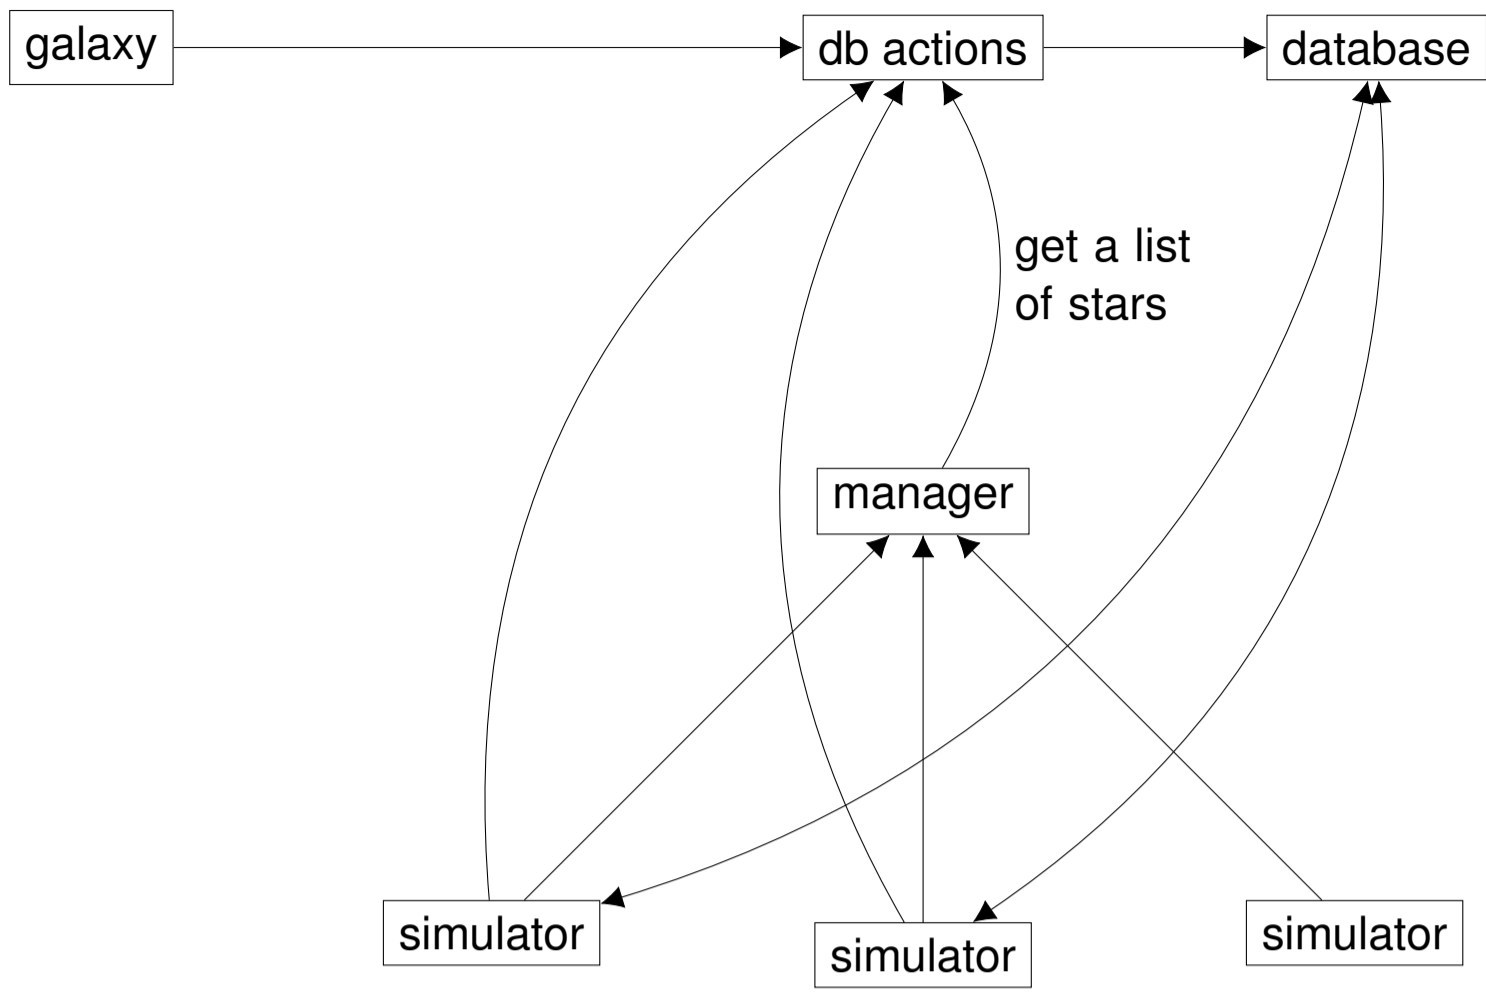 galaxy
db actions
database
get a list
of stars
manager
simulator
simulator
simulator